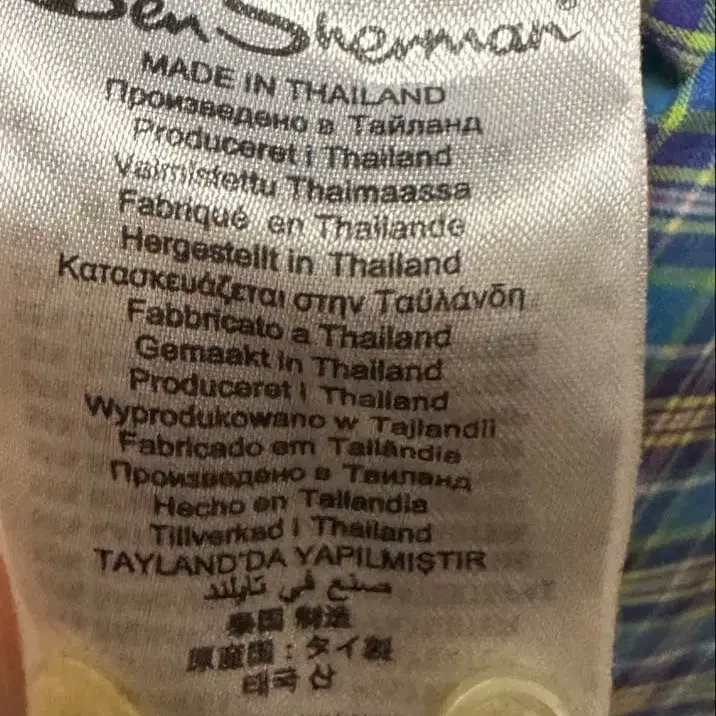 Ben Sherman®
MADE IN THAILAND
Произведено в Тайланд
Produceret i Thailand
Valmistettu Thaimaassa
Fabriqué en Thaïlande
Hergestellt in Thailand
Κατασκευάζεται στην Ταϋλάνδη
Fabbricato a Thailand
Gemaakt in Thailand
Produceret i Thailand
Wyprodukowano w Tajlandii
Fabricado em Tailândia
Произведено в Таиланд
Hecho en Tailandia
Tillverkad i Thailand
TAYLAND'DA YAPILMIŞTIR
صنع في تايلند
泰国 制造
原産国：タイ製
태국 산